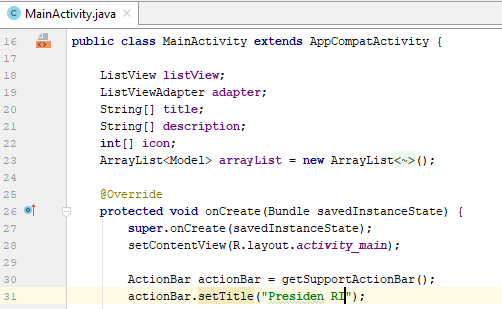 MainActivity.java
16 public class MainActivity extends AppCompatActivity {
17
18 ListView listView;
19 ListViewAdapter adapter;
20 String[] title;
21 String[] description;
22 int[] icon;
23 ArrayList<Model> arrayList = new ArrayList<~>();
24
25 @Override
26 protected void onCreate(Bundle savedInstanceState) {
27 super.onCreate(savedInstanceState);
28 setContentView(R.layout.activity_main);
29
30 ActionBar actionBar = getSupportActionBar();
31 actionBar.setTitle("Presiden RI");